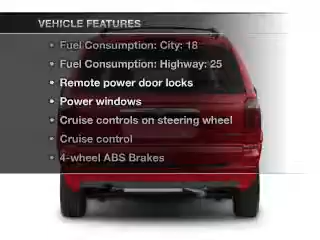 VEHICLE FEATURES
• Fuel Consumption: City: 18
• Fuel Consumption: Highway: 25
• Remote power door locks
• Power windows
• Cruise controls on steering wheel
• Cruise control
• 4-wheel ABS Brakes